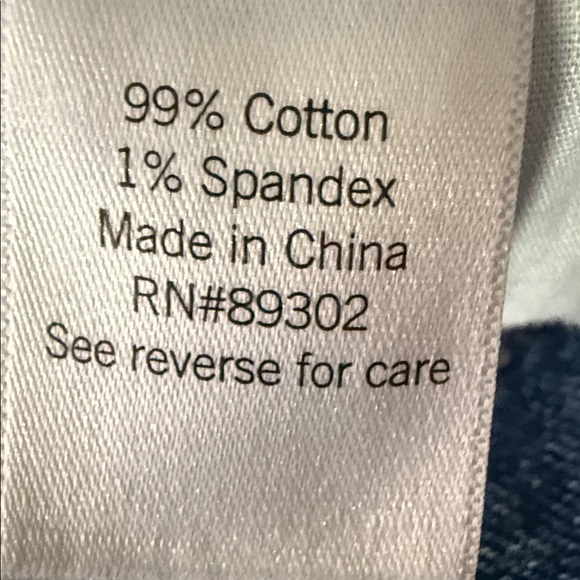 99% Cotton
1% Spandex
Made in China
RN#89302
See reverse for care